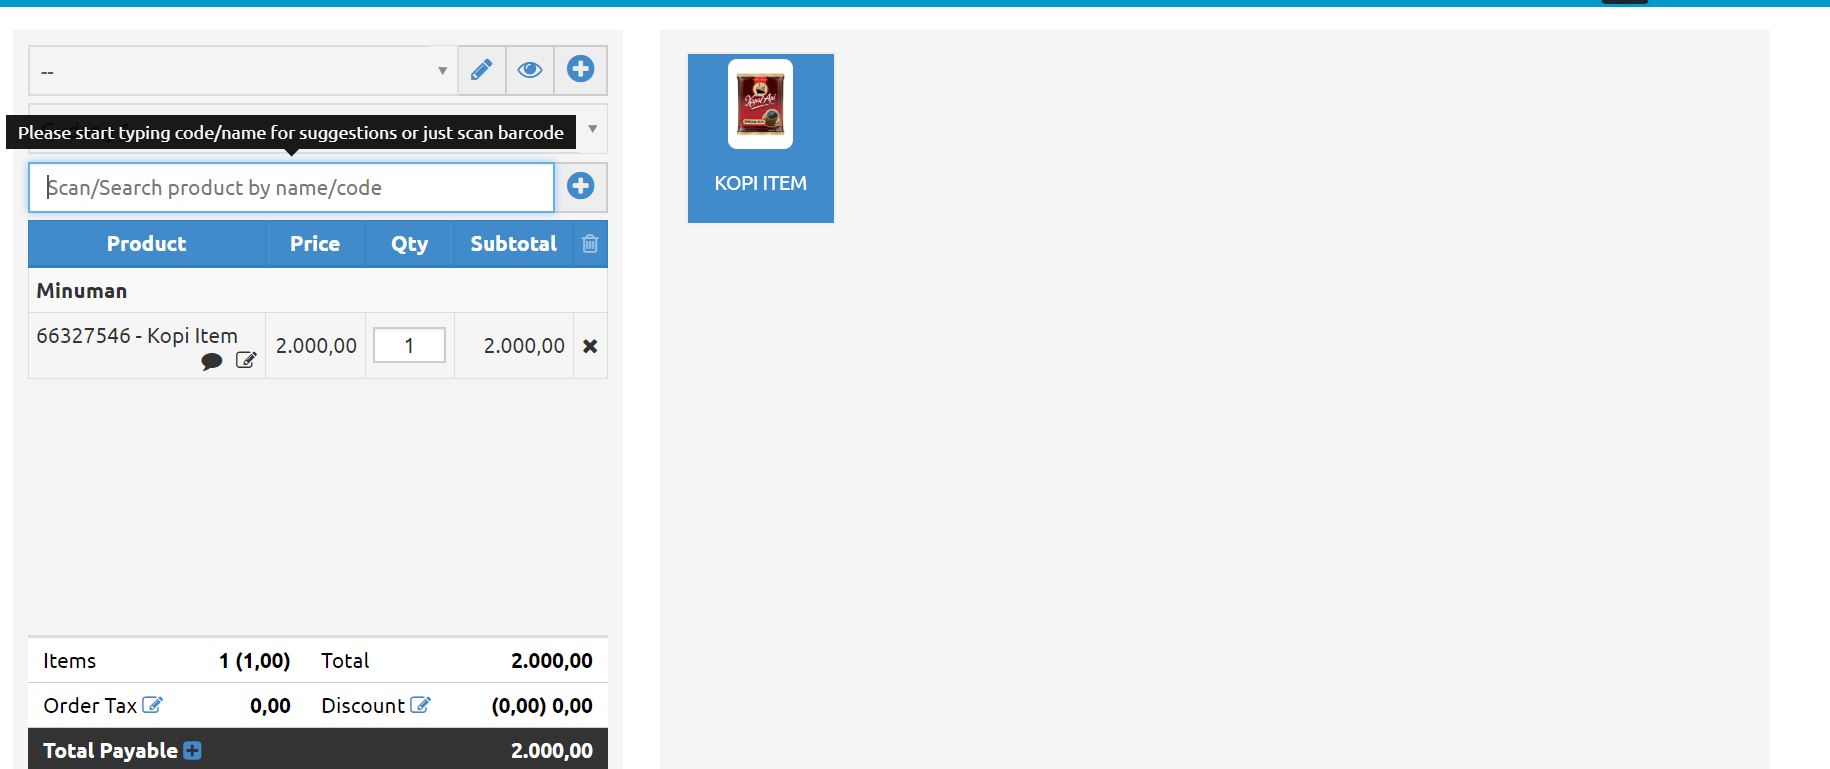 --
Please start typing code/name for suggestions or just scan barcode
Scan/Search product by name/code
Product Price Qty Subtotal
Minuman
66327546 - Kopi Item 2.000,00 1 2.000,00
Items 1 (1,00) Total 2.000,00
Order Tax 0,00 Discount (0,00) 0,00
Total Payable 2.000,00
Kapal Api
KOPI ITEM